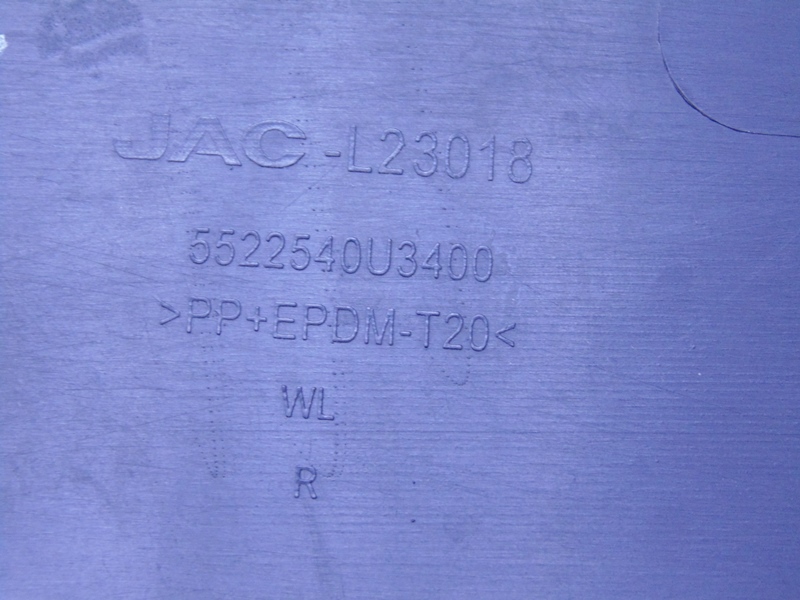 JAC -L23018
5522540U3400
>PP+EPDM-T20<
WL
R